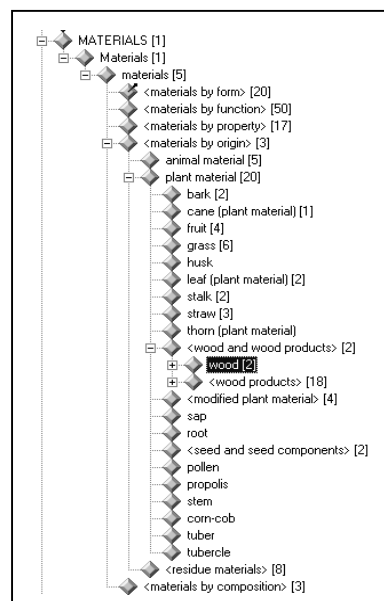 MATERIALS [1]
Materials [1]
materials [5]
<materials by form> [20]
<materials by function> [50]
<materials by property> [17]
<materials by origin> [3]
animal material [5]
plant material [20]
bark [2]
cane (plant material) [1]
fruit [4]
grass [6]
husk
leaf (plant material) [2]
stalk [2]
straw [3]
thorn (plant material)
<wood and wood products> [2]
wood [2]
<wood products> [18]
<modified plant material> [4]
sap
root
<seed and seed components> [2]
pollen
propolis
stem
corn-cob
tuber
tubercle
<residue materials> [8]
<materials by composition> [3]